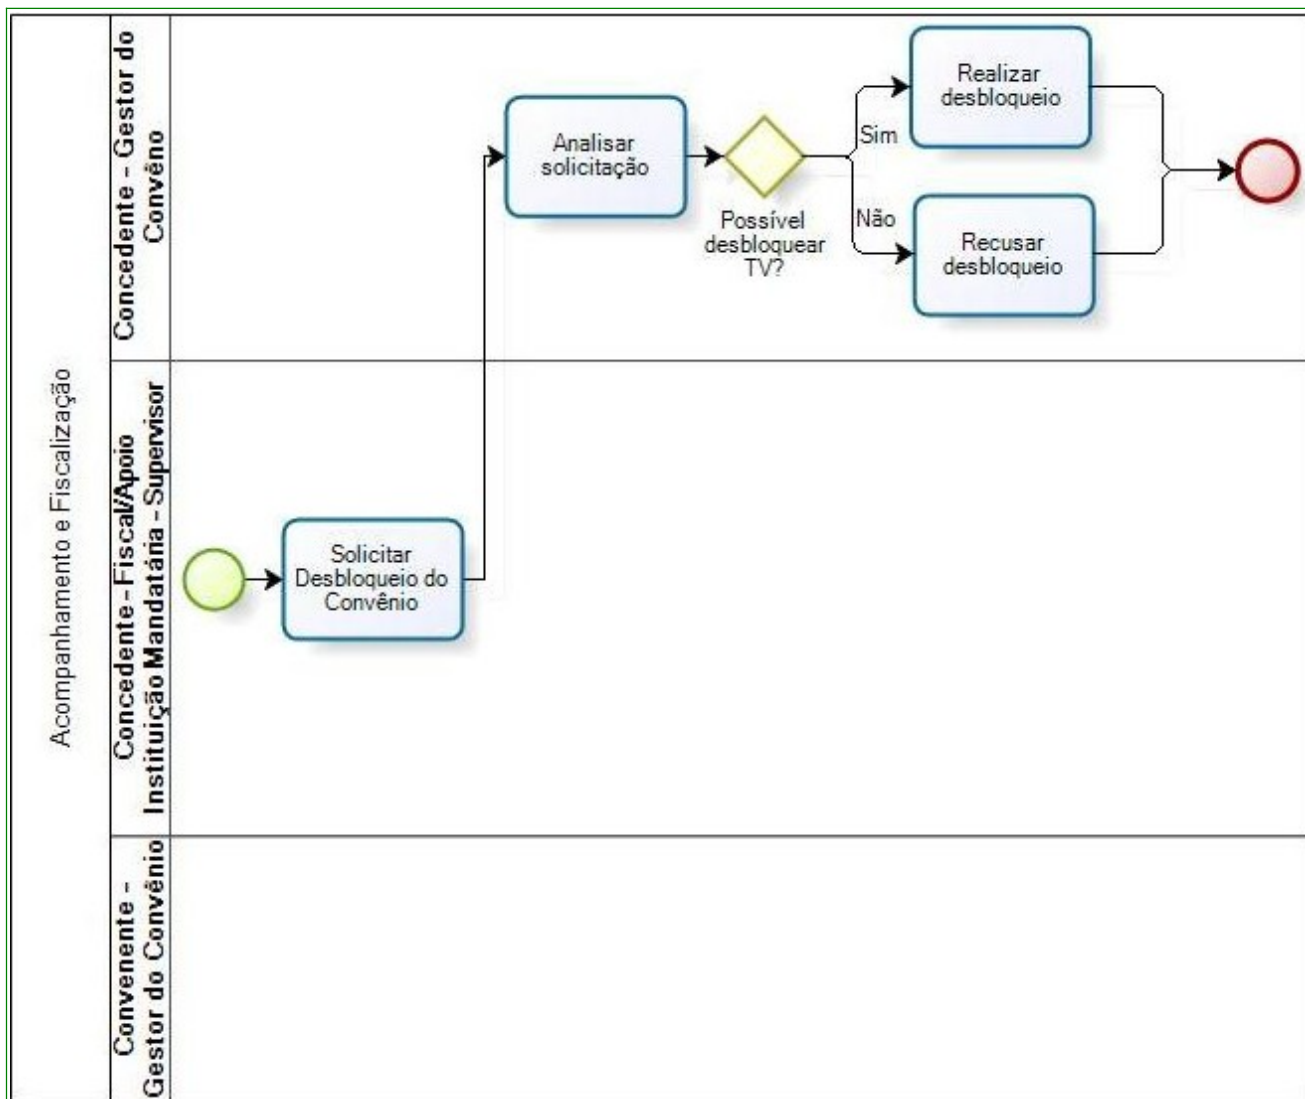 Acompanhamento e Fiscalização
Concedente - Gestor do
Convêno
Analisar
solicitação
Possível
desbloquear
TV?
Sim
Não
Realizar
desbloqueio
Recusar
desbloqueio
Concedente - Fiscal/Apoio
Instituição Mandatária - Supervisor
Solicitar
Desbloqueio do
Convênio
Convenente -
Gestor do Convênio